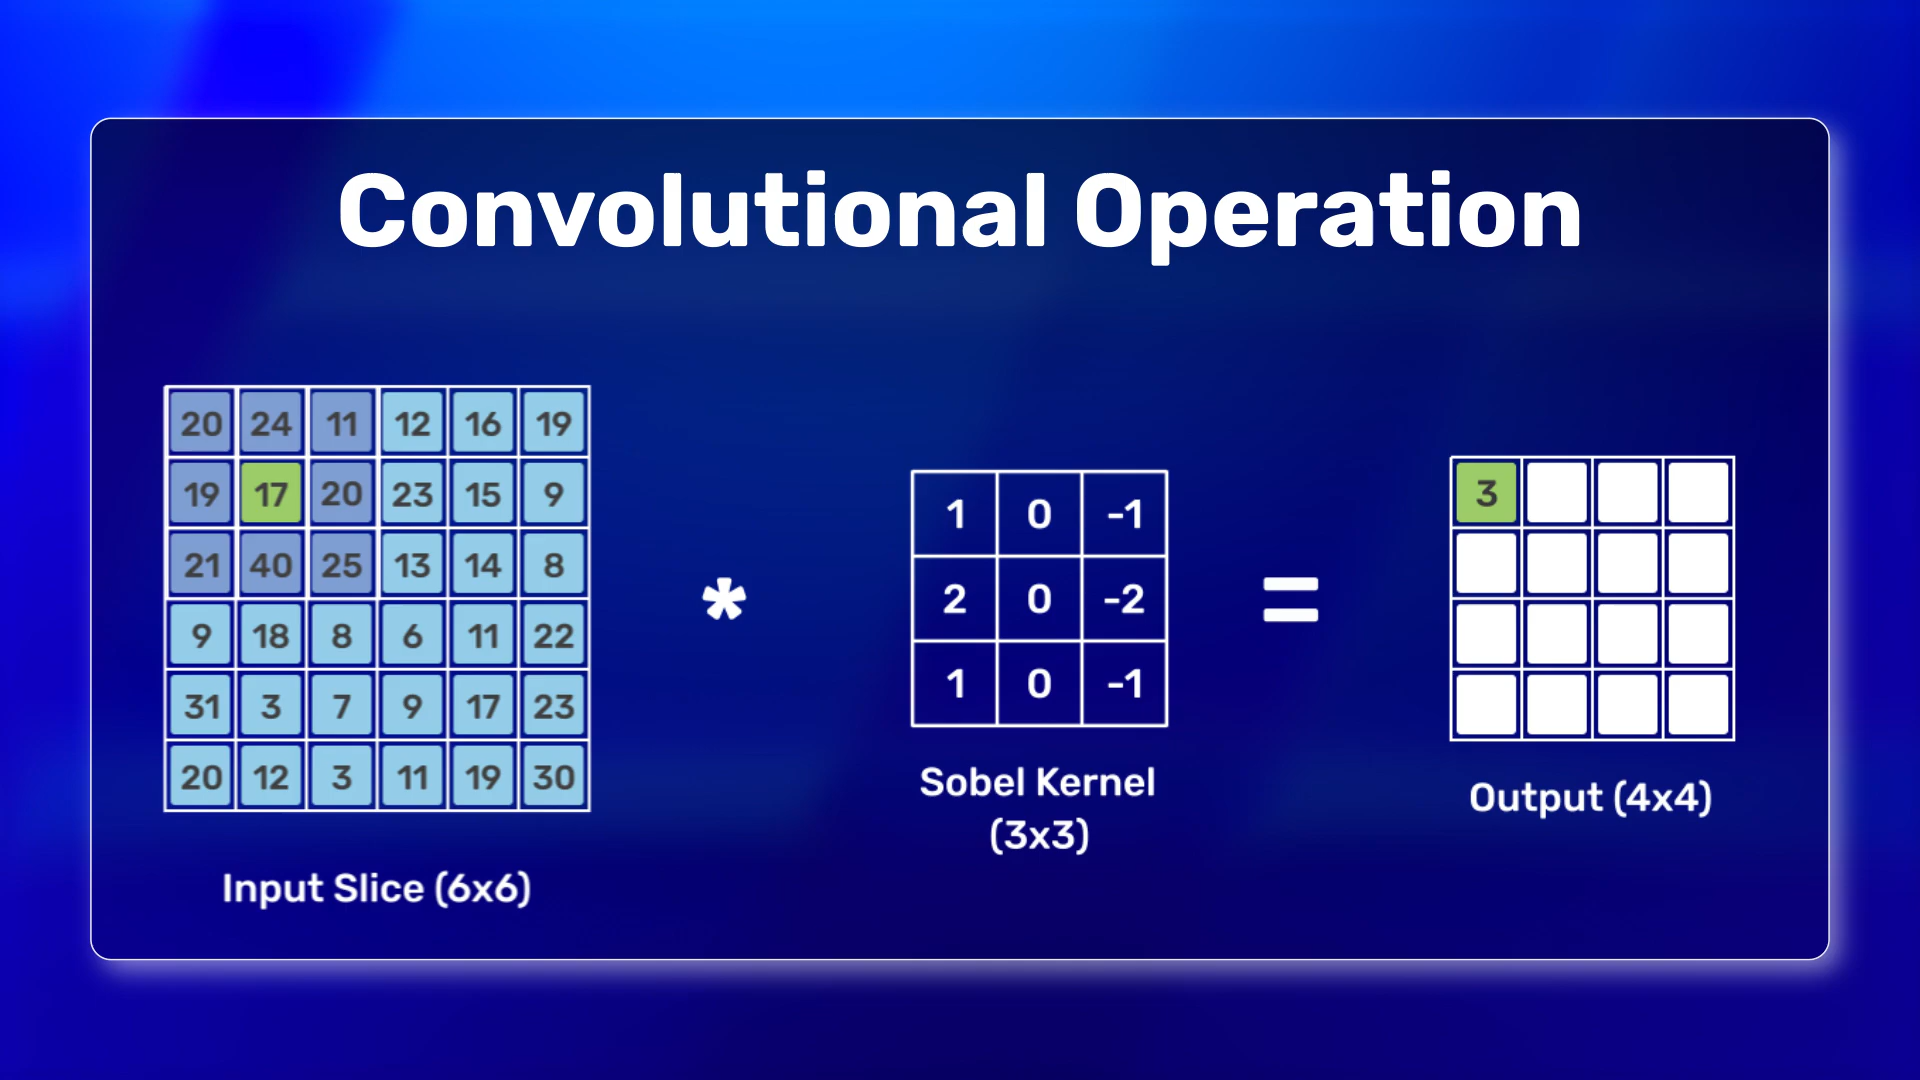 Convolutional Operation
20 24 11 12 16 19
19 17 20 23 15 9
21 40 25 13 14 8
9 18 8 6 11 22
31 3 7 9 17 23
20 12 3 11 19 30
Input Slice (6x6)
*
1 0 -1
2 0 -2
1 0 -1
Sobel Kernel
(3x3)
=
3
Output (4x4)